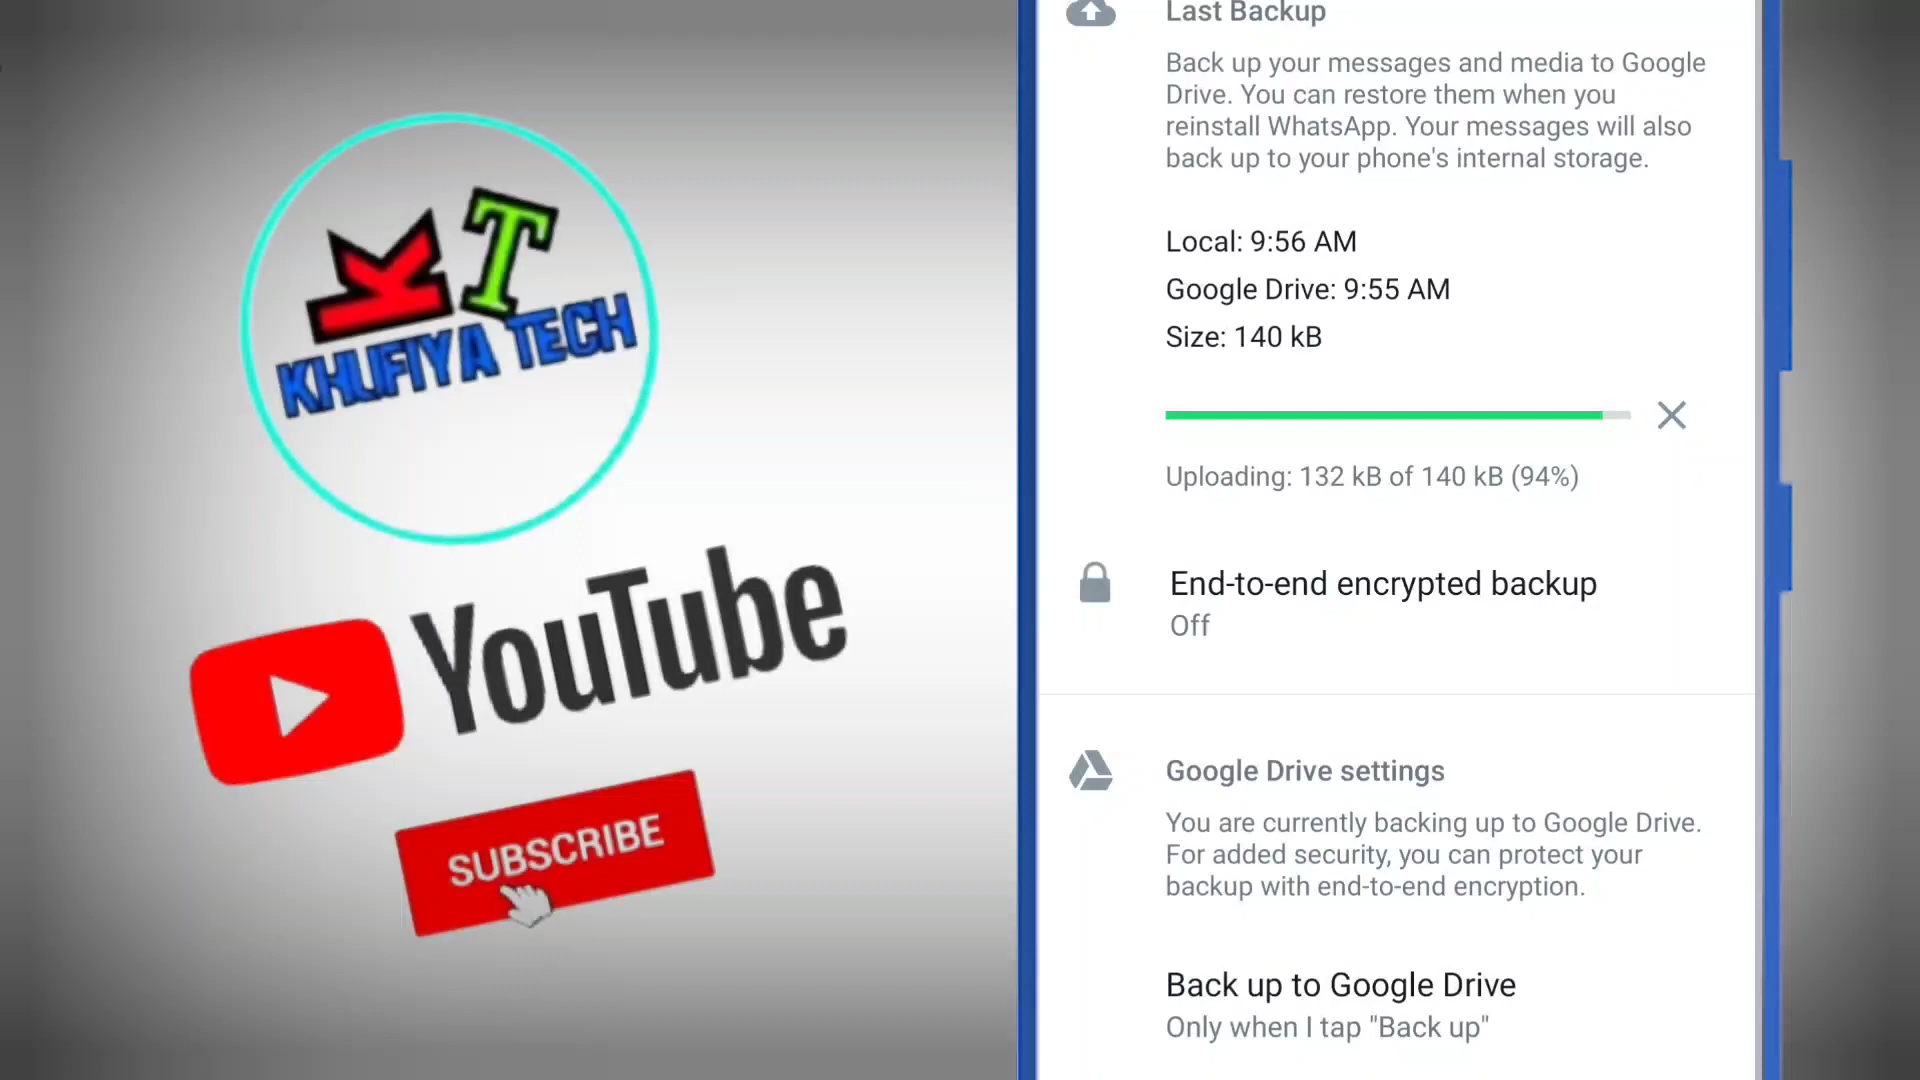 KT
KHUFIYA TECH
YouTube
SUBSCRIBE
Last Backup
Back up your messages and media to Google
Drive. You can restore them when you
reinstall WhatsApp. Your messages will also
back up to your phone's internal storage.
Local: 9:56 AM
Google Drive: 9:55 AM
Size: 140 kB
Uploading: 132 kB of 140 kB (94%)
End-to-end encrypted backup
Off
Google Drive settings
You are currently backing up to Google Drive.
For added security, you can protect your
backup with end-to-end encryption.
Back up to Google Drive
Only when I tap "Back up"